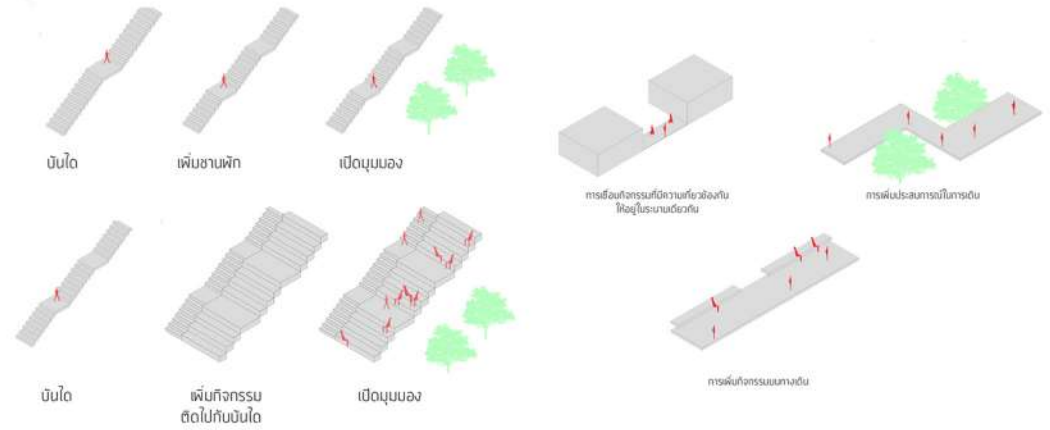 บันได
เพิ่มชานพัก
เปิดมุมมอง
บันได
เพิ่มกิจกรรม
ติดไปกับบันได
เปิดมุมมอง
การเชื่อมกิจกรรมที่มีความเกี่ยวข้องกัน
ให้อยู่ในระนาบเดียวกัน
การเพิ่มประสบการณ์ในการเดิน
การเพิ่มกิจกรรมบนทางเดิน